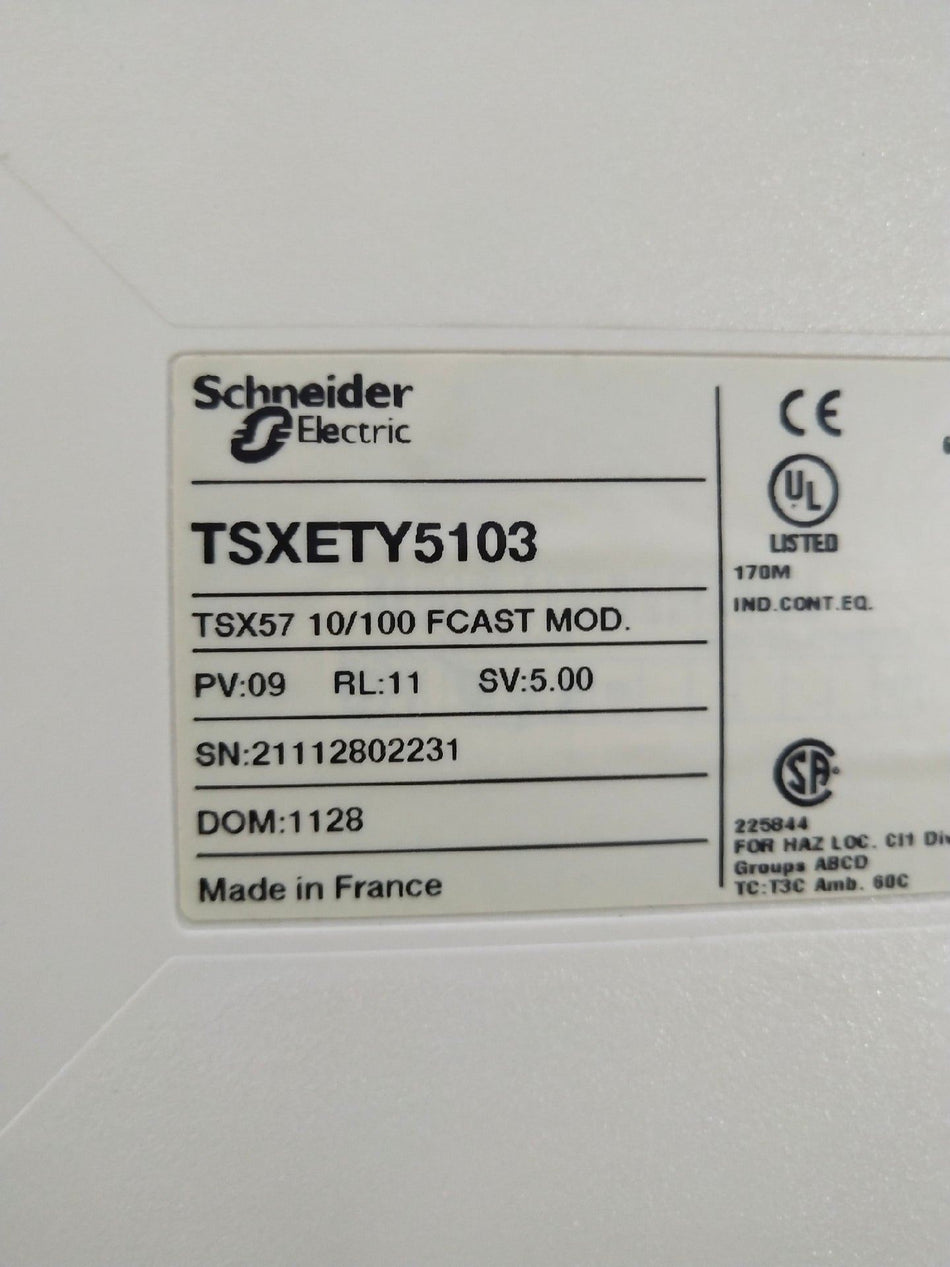 Schneider
Electric
TSXETY5103
TSX57 10/100 FCAST MOD.
PV:09 RL:11 SV:5.00
SN:21112802231
DOM:1128
Made in France
CE
UL
LISTED
170M
IND.CONT.EQ.
SA
225844
FOR HAZ LOC. Cl1 Div
Groups ABCD
TC:T3C Amb. 60C